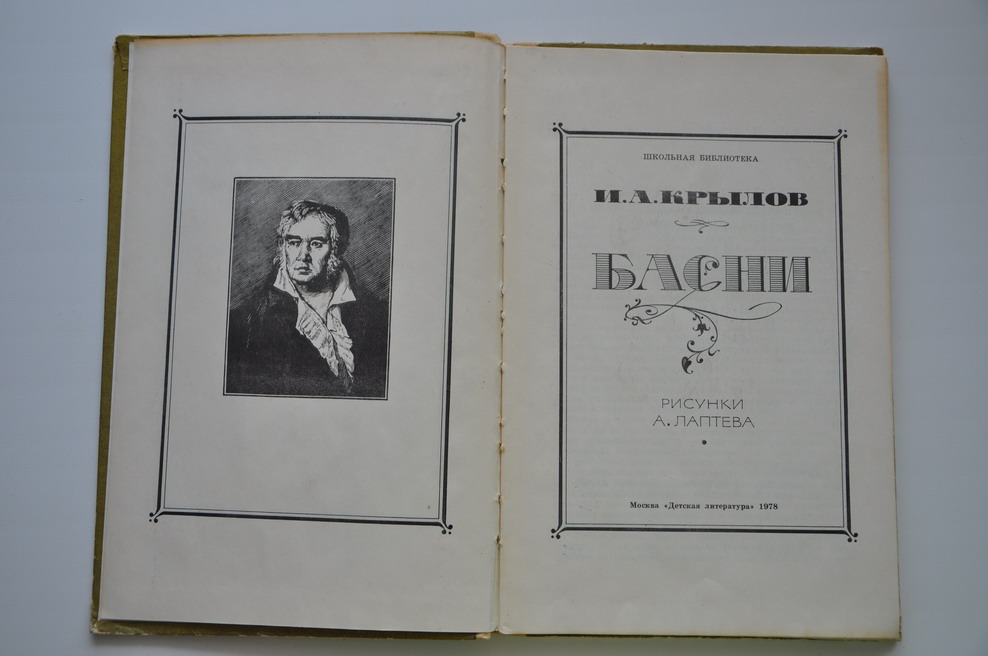 ШКОЛЬНАЯ БИБЛИОТЕКА
И.А.КРЫЛОВ
БАСНИ
РИСУНКИ
А. ЛАПТЕВА
Москва «Детская литература» 1978